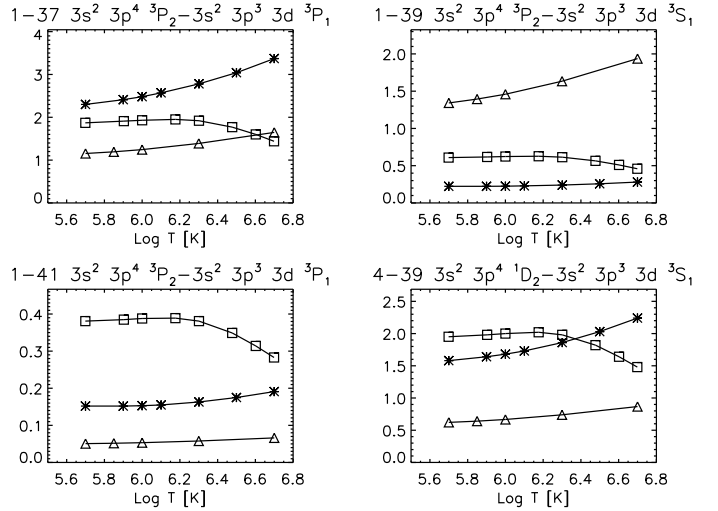 1−37 3s² 3p⁴ ³P₂−3s² 3p³ 3d ³P₁
4
3
2
1
0
5.6 5.8 6.0 6.2 6.4 6.6 6.8
Log T [K]
1−39 3s² 3p⁴ ³P₂−3s² 3p³ 3d ³S₁
2.0
1.5
1.0
0.5
0.0
5.6 5.8 6.0 6.2 6.4 6.6 6.8
Log T [K]
1−41 3s² 3p⁴ ³P₂−3s² 3p³ 3d ³P₁
0.4
0.3
0.2
0.1
0.0
5.6 5.8 6.0 6.2 6.4 6.6 6.8
Log T [K]
4−39 3s² 3p⁴ ¹D₂−3s² 3p³ 3d ³S₁
2.5
2.0
1.5
1.0
0.5
0.0
5.6 5.8 6.0 6.2 6.4 6.6 6.8
Log T [K]